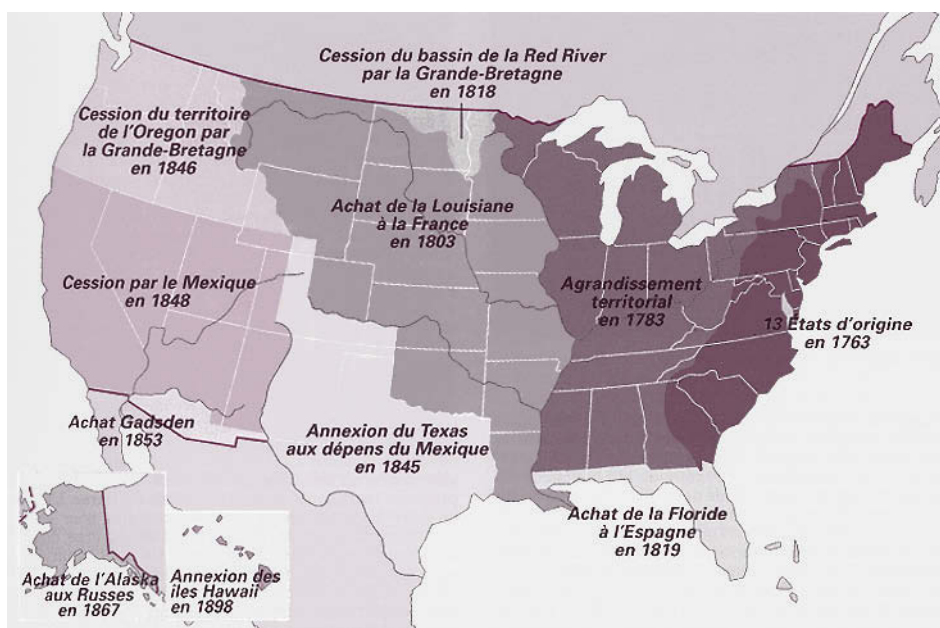 Cession du bassin de la Red River
par la Grande-Bretagne
en 1818
Cession du territoire
de l'Oregon par
la Grande-Bretagne
en 1846
Achat de la Louisiane
à la France
en 1803
Cession par le Mexique
en 1848
Agrandissement
territorial
en 1783
13 États d'origine
en 1763
Achat Gadsden
en 1853
Annexion du Texas
aux dépens du Mexique
en 1845
Achat de la Floride
à l'Espagne
en 1819
Achat de l'Alaska
aux Russes
en 1867
Annexion des
iles Hawaii
en 1898